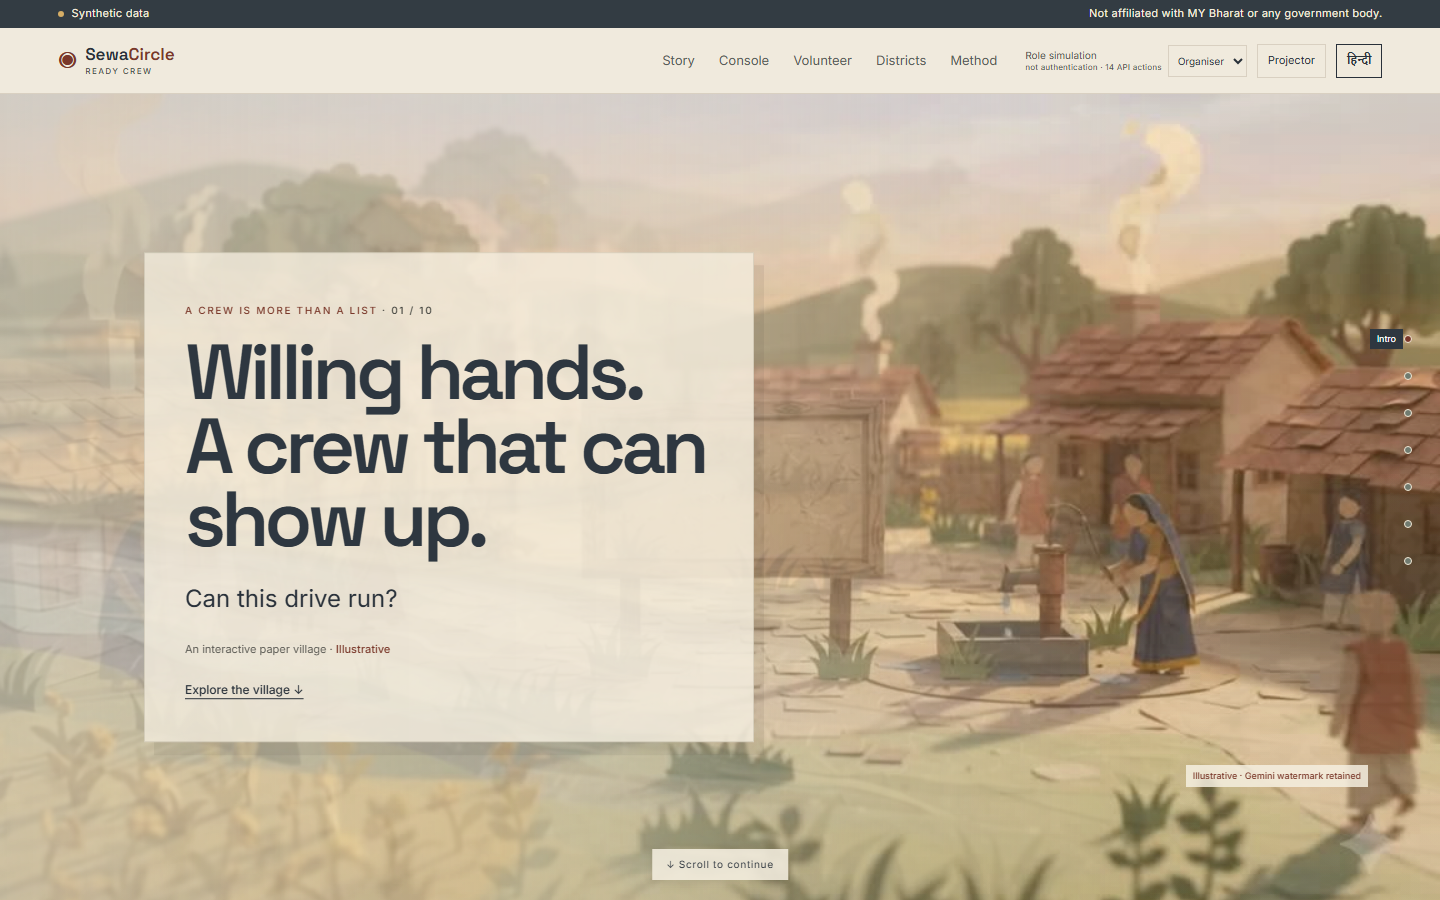 Synthetic data
Not affiliated with MY Bharat or any government body.
SewaCircle
READY CREW
Story
Console
Volunteer
Districts
Method
Role simulation
not authentication · 14 API actions
Organiser
Projector
हिन्दी
A CREW IS MORE THAN A LIST · 01 / 10
Willing hands.
A crew that can
show up.
Can this drive run?
An interactive paper village · Illustrative
Explore the village ↓
Intro
Illustrative · Gemini watermark retained
↓ Scroll to continue